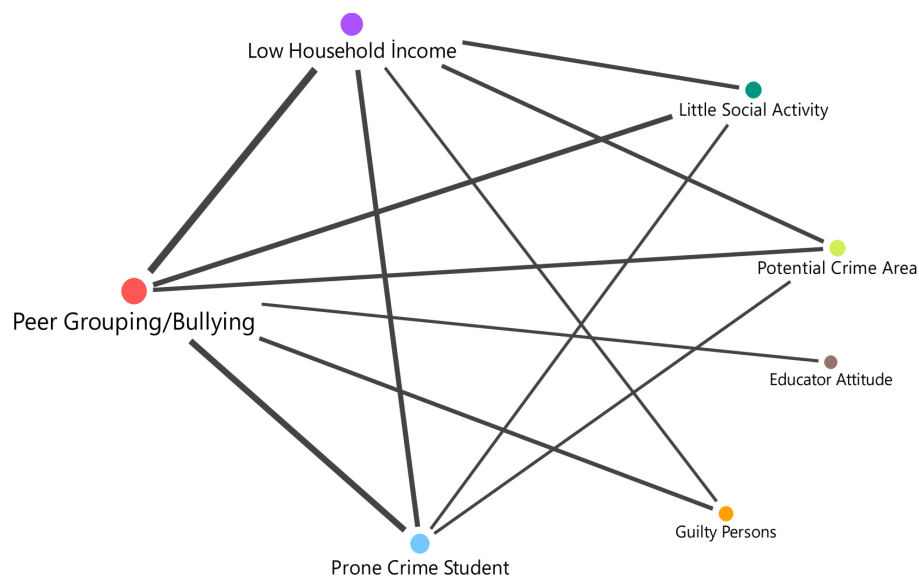 Low Household İncome
Little Social Activity
Potential Crime Area
Peer Grouping/Bullying
Educator Attitude
Guilty Persons
Prone Crime Student